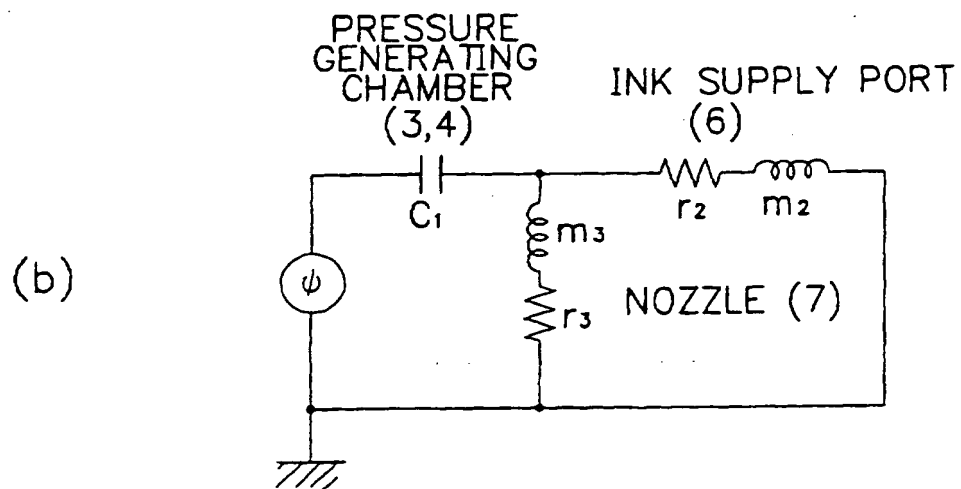 PRESSURE
GENERATING
CHAMBER
(3,4)
INK SUPPLY PORT
(6)
C₁
r₂
m₂
m₃
(b)
ψ
r₃
NOZZLE (7)